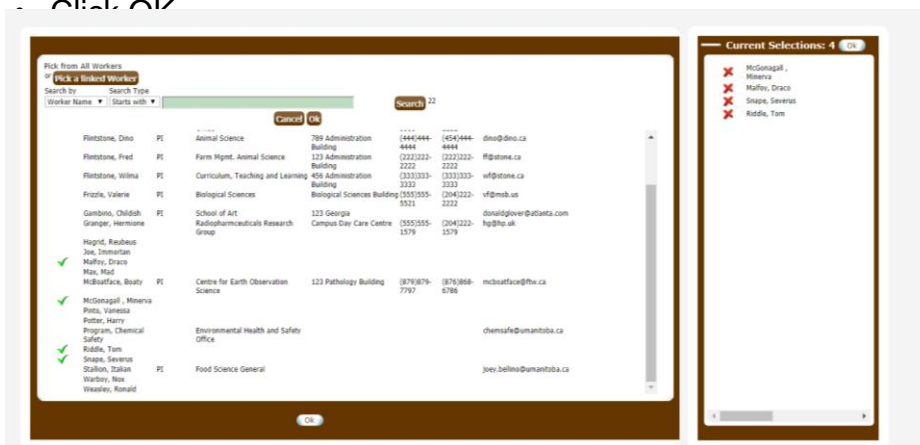 • Click OK
Pick from All Workers
or Pick a linked Worker
Search by Search Type
Worker Name ▼ Starts with ▼ Search 22
Cancel Ok
Flintstone, Dino PI Animal Science 789 Administration Building (444)444-4444 (454)444-4444 dino@dino.ca
Flintstone, Fred PI Farm Mgmt. Animal Science 123 Administration Building (222)222-2222 (222)222-2222 ff@stone.ca
Flintstone, Wilma PI Curriculum, Teaching and Learning 456 Administration Building (333)333-3333 (333)333-3333 wf@stone.ca
Frizzle, Valerie PI Biological Sciences Biological Sciences Building (555)555-5521 (204)222-2222 vf@msb.us
Gambino, Childish PI School of Art 123 Georgia donaldglover@atlanta.com
Granger, Hermione Radiopharmceuticals Research Group Campus Day Care Centre (555)555-1579 (204)222-1579 hg@hp.uk
Hagrid, Reubeus
Joe, Immortan
Malfoy, Draco
Max, Mad
McBoatface, Boaty PI Centre for Earth Observation Science 123 Pathology Building (879)879-7797 (876)868-6786 mcboatface@ftw.ca
McGonagall , Minerva
Pinto, Vanessa
Potter, Harry
Program, Chemical Safety Environmental Health and Safety Office chemsafe@umanitoba.ca
Riddle, Tom
Snape, Severus
Stallion, Italian PI Food Science General joey.bellino@umanitoba.ca
Warboy, Nox
Weasley, Ronald
Ok
Current Selections: 4 Ok
McGonagall ,
Minerva
Malfoy, Draco
Snape, Severus
Riddle, Tom